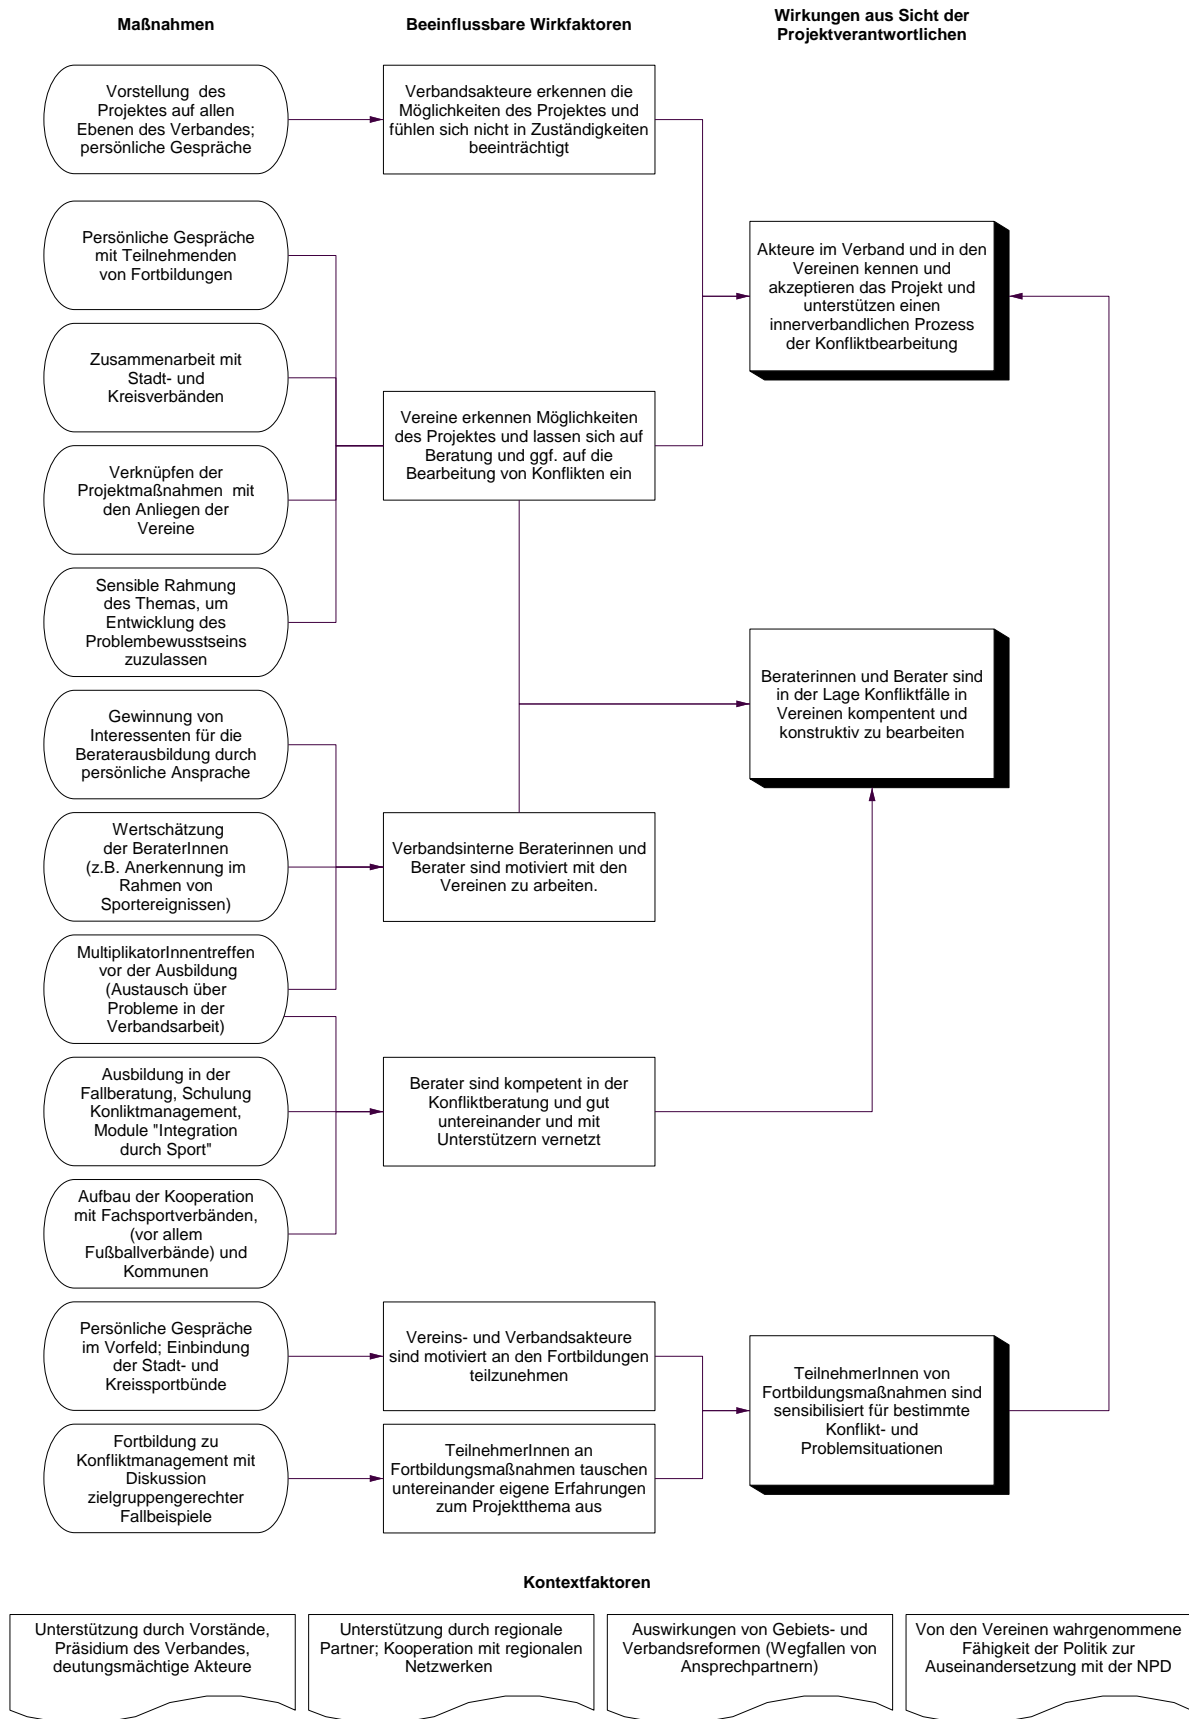 Maßnahmen
Beeinflussbare Wirkfaktoren
Wirkungen aus Sicht der
Projektverantwortlichen
Vorstellung des
Projektes auf allen
Ebenen des Verbandes;
persönliche Gespräche
Verbandsakteure erkennen die
Möglichkeiten des Projektes und
fühlen sich nicht in Zuständigkeiten
beeinträchtigt
Persönliche Gespräche
mit Teilnehmenden
von Fortbildungen
Akteure im Verband und in den
Vereinen kennen und
akzeptieren das Projekt und
unterstützen einen
innerverbandlichen Prozess
der Konfliktbearbeitung
Zusammenarbeit mit
Stadt- und
Kreisverbänden
Vereine erkennen Möglichkeiten
des Projektes und lassen sich auf
Beratung und ggf. auf die
Bearbeitung von Konflikten ein
Verknüpfen der
Projektmaßnahmen mit
den Anliegen der
Vereine
Sensible Rahmung
des Themas, um
Entwicklung des
Problembewusstseins
zuzulassen
Beraterinnen und Berater sind
in der Lage Konfliktfälle in
Vereinen kompentent und
konstruktiv zu bearbeiten
Gewinnung von
Interessenten für die
Beraterausbildung durch
persönliche Ansprache
Wertschätzung
der BeraterInnen
(z.B. Anerkennung im
Rahmen von
Sportereignissen)
Verbandsinterne Beraterinnen und
Berater sind motiviert mit den
Vereinen zu arbeiten.
MultiplikatorInnentreffen
vor der Ausbildung
(Austausch über
Probleme in der
Verbandsarbeit)
Ausbildung in der
Fallberatung, Schulung
Konliktmanagement,
Module "Integration
durch Sport"
Berater sind kompetent in der
Konfliktberatung und gut
untereinander und mit
Unterstützern vernetzt
Aufbau der Kooperation
mit Fachsportverbänden,
(vor allem
Fußballverbände) und
Kommunen
Persönliche Gespräche
im Vorfeld; Einbindung
der Stadt- und
Kreissportbünde
Vereins- und Verbandsakteure
sind motiviert an den Fortbildungen
teilzunehmen
TeilnehmerInnen von
Fortbildungsmaßnahmen sind
sensibilisiert für bestimmte
Konflikt- und
Problemsituationen
Fortbildung zu
Konfliktmanagement mit
Diskussion
zielgruppengerechter
Fallbeispiele
TeilnehmerInnen an
Fortbildungsmaßnahmen tauschen
untereinander eigene Erfahrungen
zum Projektthema aus
Kontextfaktoren
Unterstützung durch Vorstände,
Präsidium des Verbandes,
deutungsmächtige Akteure
Unterstützung durch regionale
Partner; Kooperation mit regionalen
Netzwerken
Auswirkungen von Gebiets- und
Verbandsreformen (Wegfallen von
Ansprechpartnern)
Von den Vereinen wahrgenommene
Fähigkeit der Politik zur
Auseinandersetzung mit der NPD